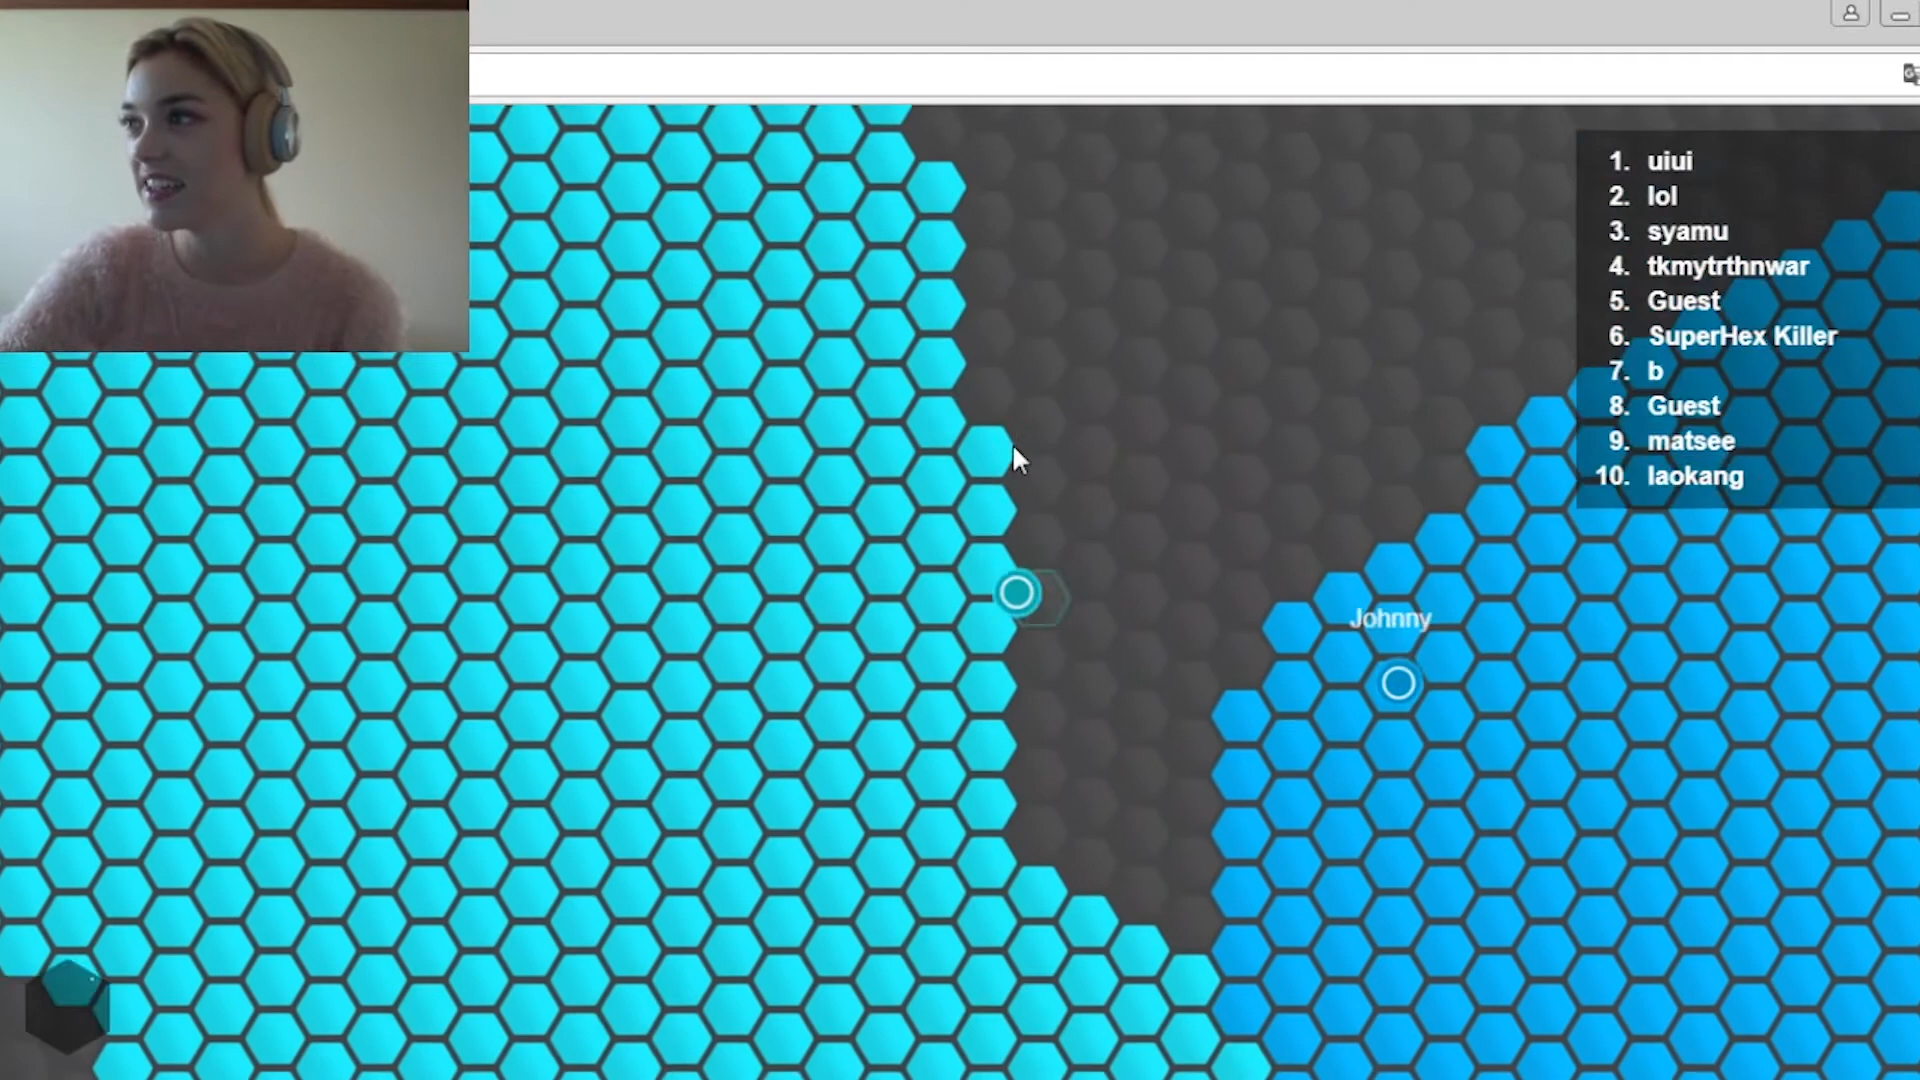 1. uiui
2. lol
3. syamu
4. tkmytrthnwar
5. Guest
6. SuperHex Killer
7. b
8. Guest
9. matsee
10. laokang
Johnny